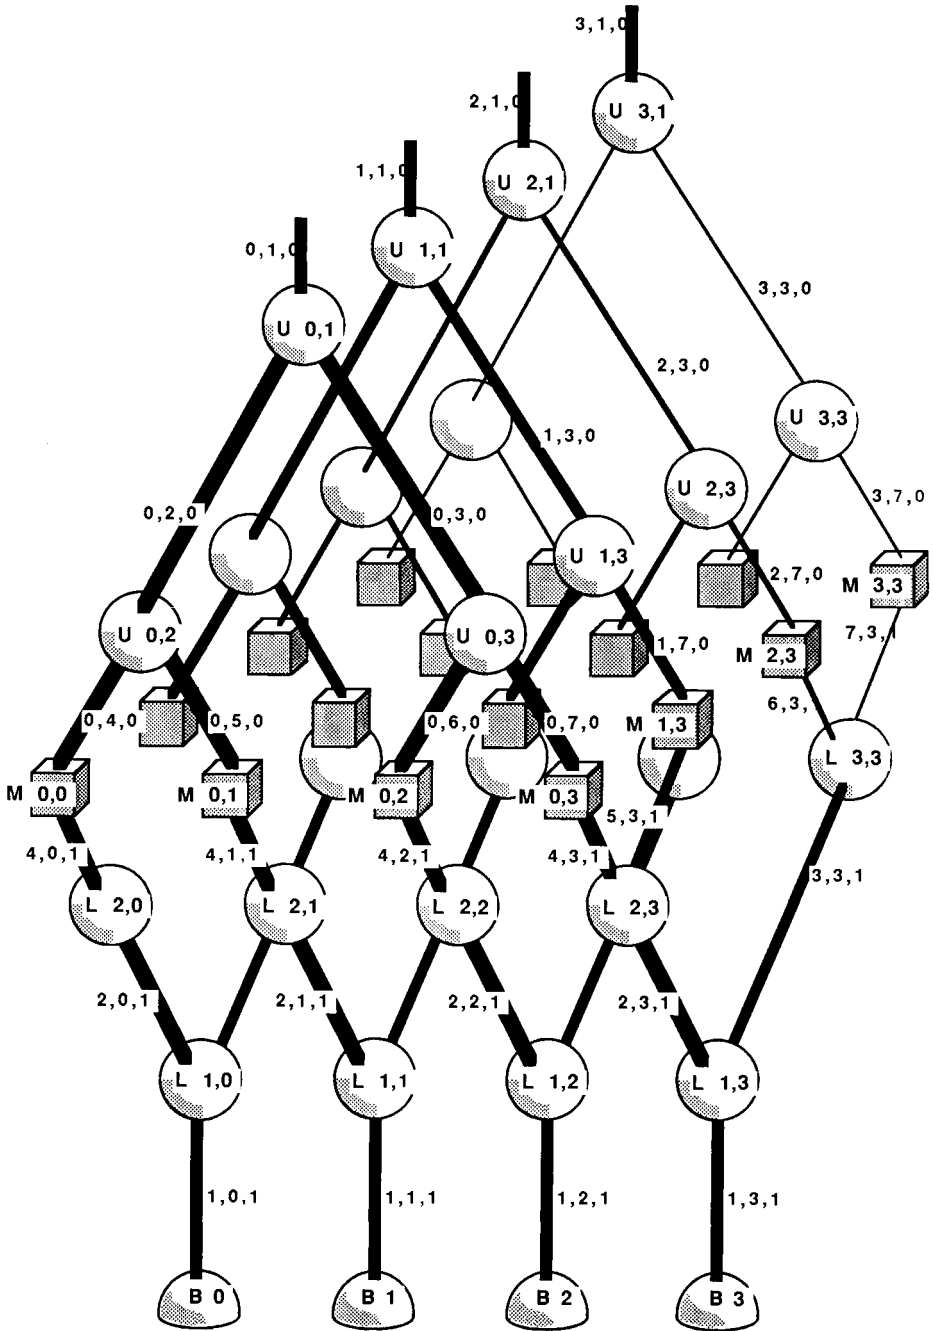 3,1,0
U 3,1
2,1,0
U 2,1
1,1,0
U 1,1
0,1,0
U 0,1
3,3,0
2,3,0
U 3,3
1,3,0
U 2,3
3,7,0
0,2,0
0,3,0
U 1,3
2,7,0
M 3,3
U 0,2
U 0,3
1,7,0
M 2,3
7,3,1
6,3,
0,4,0
0,5,0
0,6,0
0,7,0
M 1,3
L 3,3
M 0,0
M 0,1
M 0,2
M 0,3
5,3,1
4,0,1
4,1,1
4,2,1
4,3,1
3,3,1
L 2,0
L 2,1
L 2,2
L 2,3
2,0,1
2,1,1
2,2,1
2,3,1
L 1,0
L 1,1
L 1,2
L 1,3
1,0,1
1,1,1
1,2,1
1,3,1
B 0
B 1
B 2
B 3